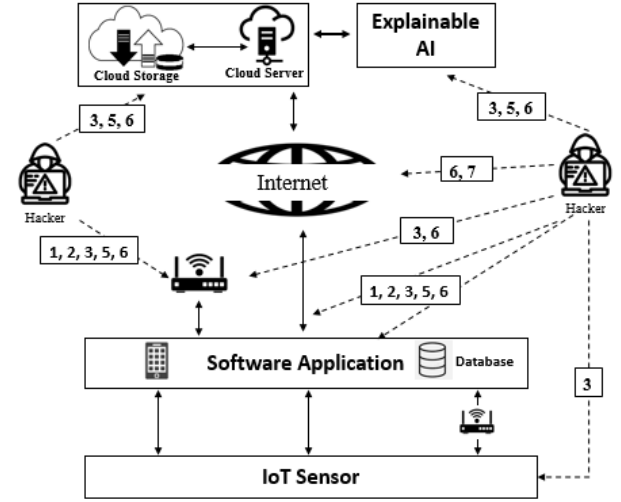 Explainable
AI
Cloud Storage
Cloud Server
3, 5, 6
3, 5, 6
6, 7
Internet
Hacker
Hacker
1, 2, 3, 5, 6
3, 6
1, 2, 3, 5, 6
Software Application
Database
3
IoT Sensor